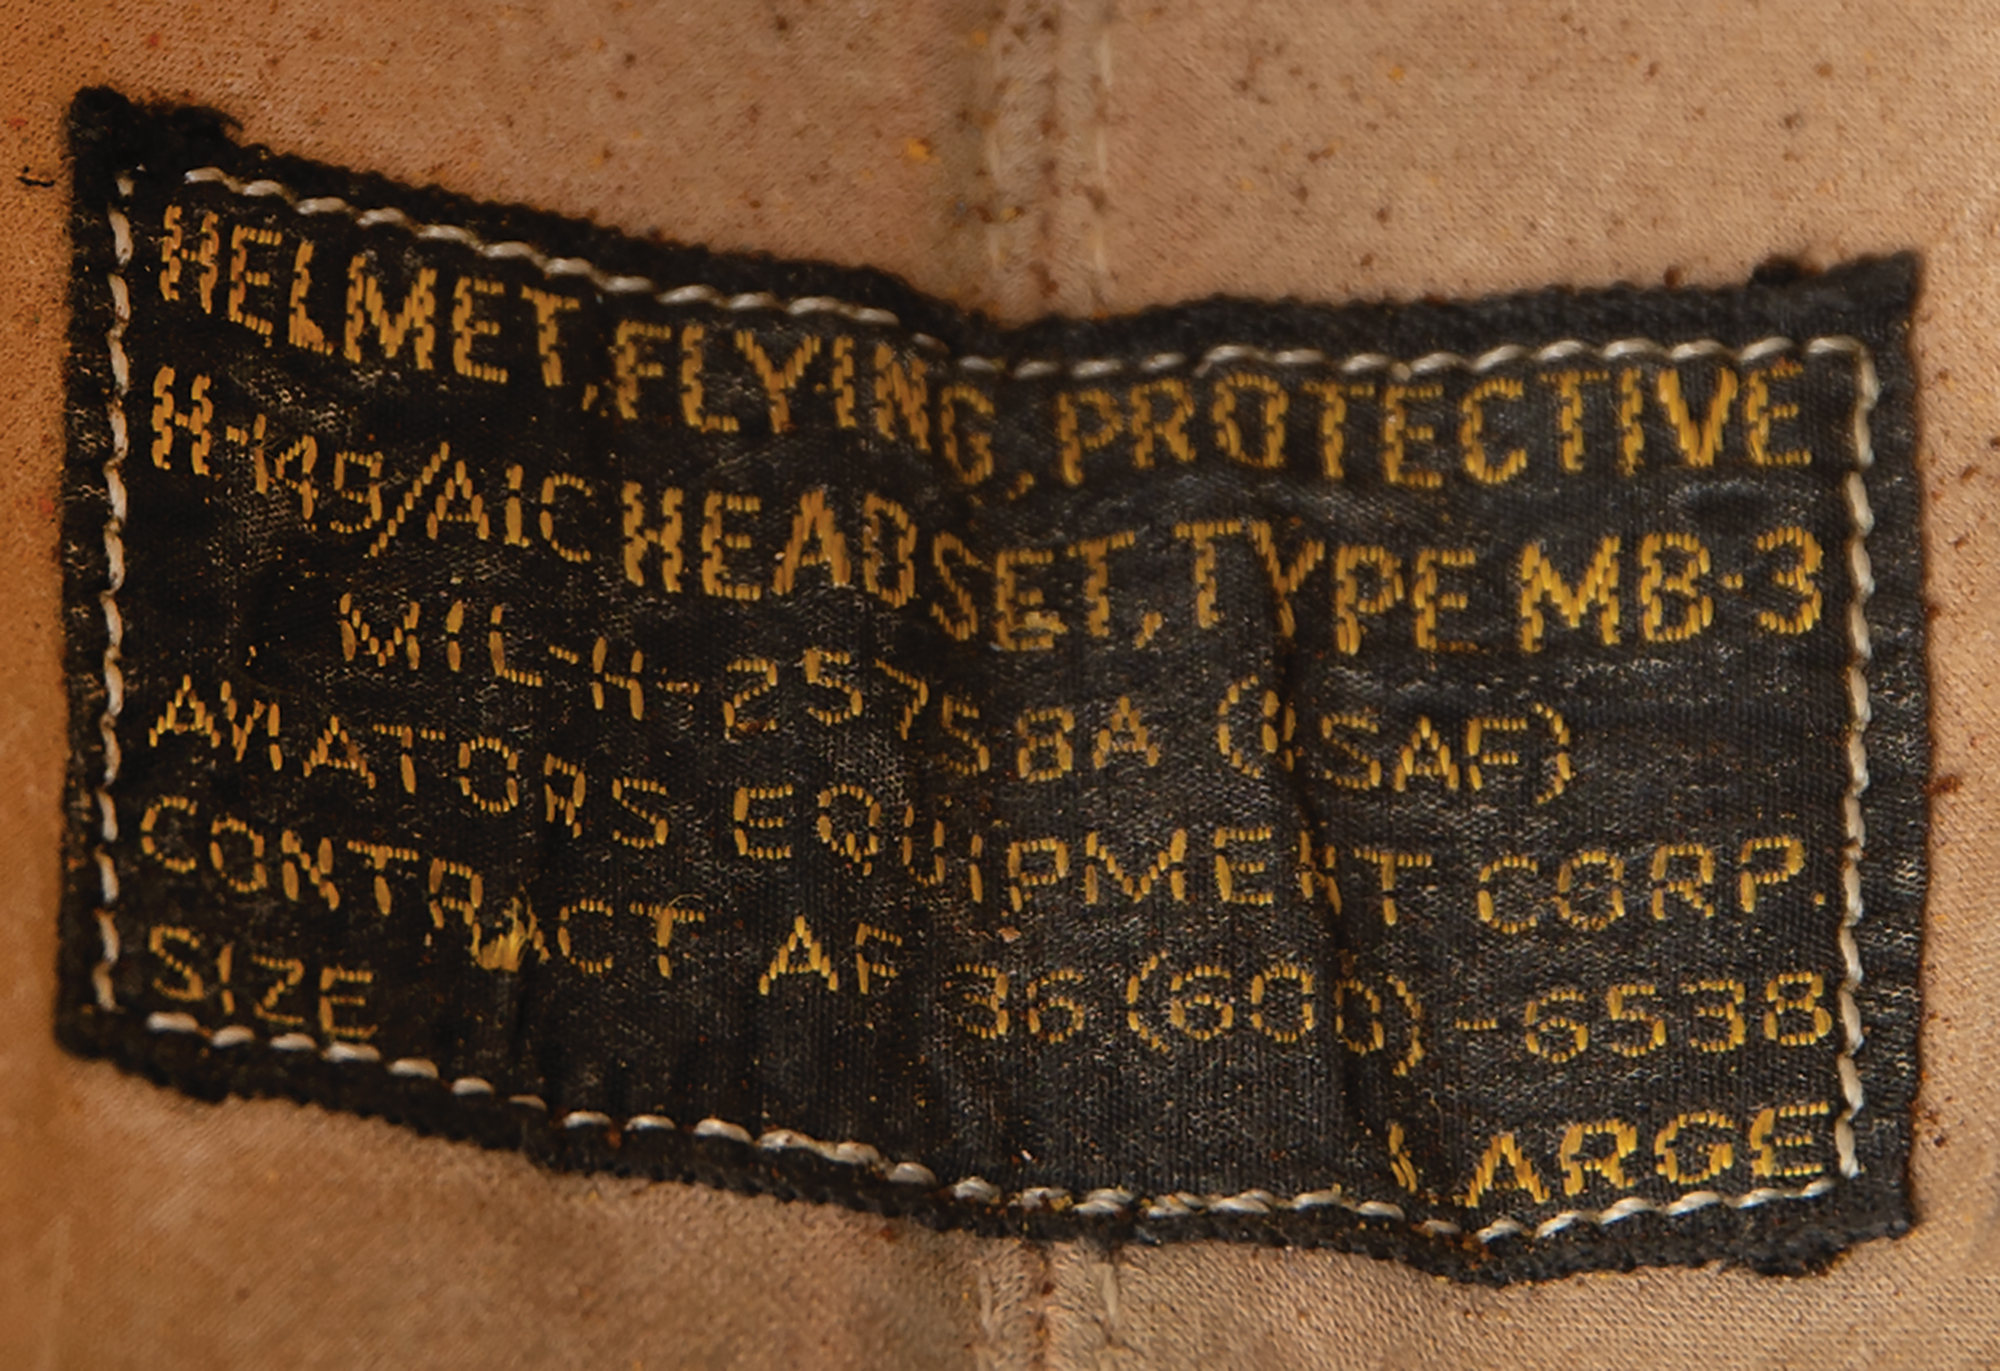 HELMET, FLYING, PROTECTIVE
H-149/AIC HEADSET, TYPE MB-3
MIL-H-25758A (USAF)
AVIATORS EQUIPMENT CORP.
CONTRACT AF 36 (600) - 6538
SIZE LARGE